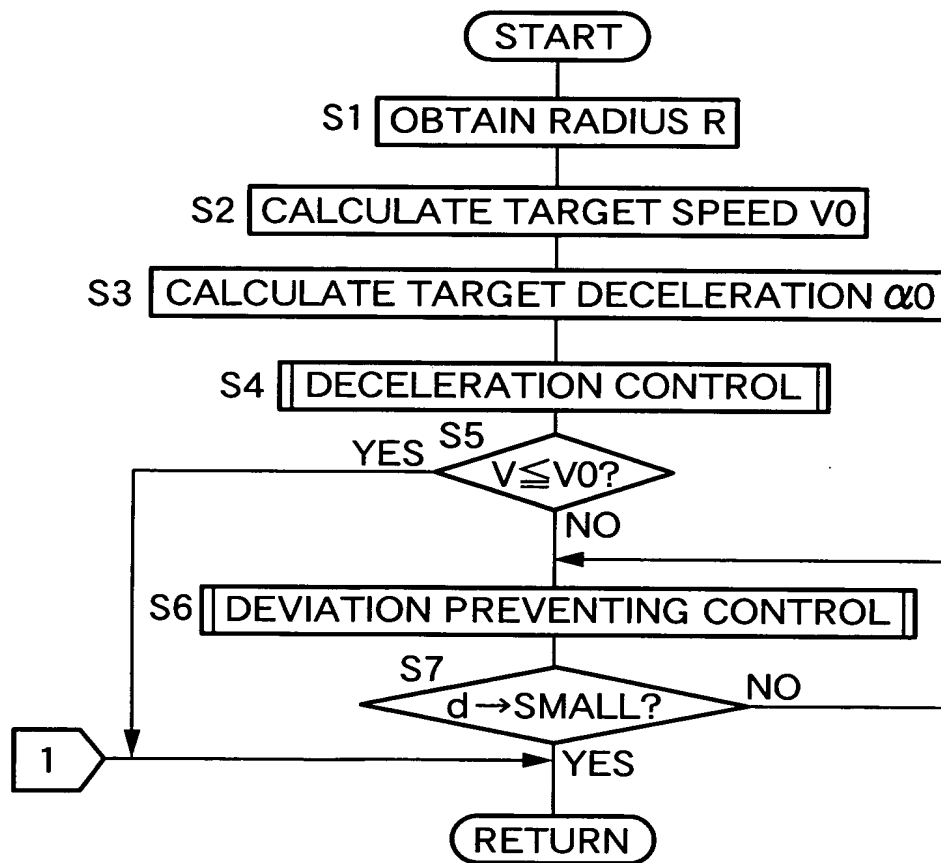 START
S1 OBTAIN RADIUS R
S2 CALCULATE TARGET SPEED V0
S3 CALCULATE TARGET DECELERATION α0
S4 DECELERATION CONTROL
S5
YES
V≦V0?
NO
S6 DEVIATION PREVENTING CONTROL
S7
d→SMALL?
NO
1
YES
RETURN